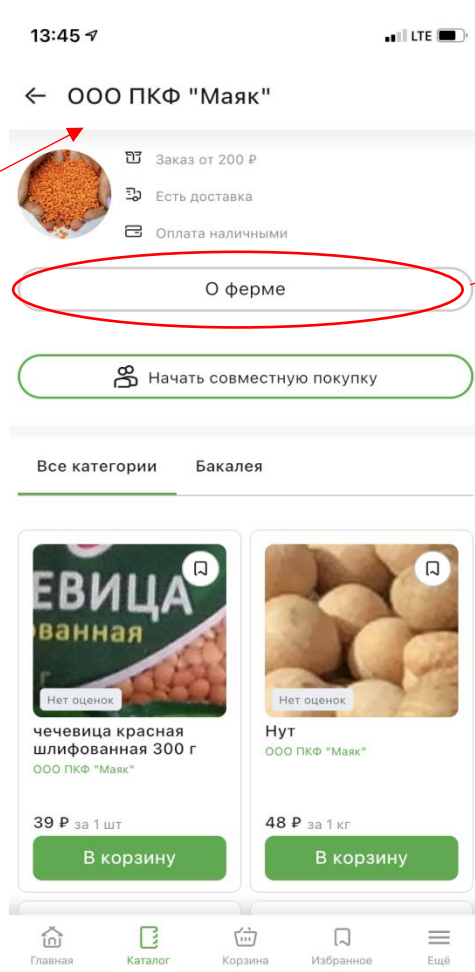 13:45
LTE
ООО ПКФ "Маяк"
Заказ от 200 ₽
Есть доставка
Оплата наличными
О ферме
Начать совместную покупку
Все категории Бакалея
ЕВИЦА
ованная
Нет оценок
Нет оценок
чечевица красная
шлифованная 300 г
ООО ПКФ "Маяк"
Нут
ООО ПКФ "Маяк"
39 ₽ за 1 шт
48 ₽ за 1 кг
В корзину
В корзину
Главная Каталог Корзина Избранное Ещё